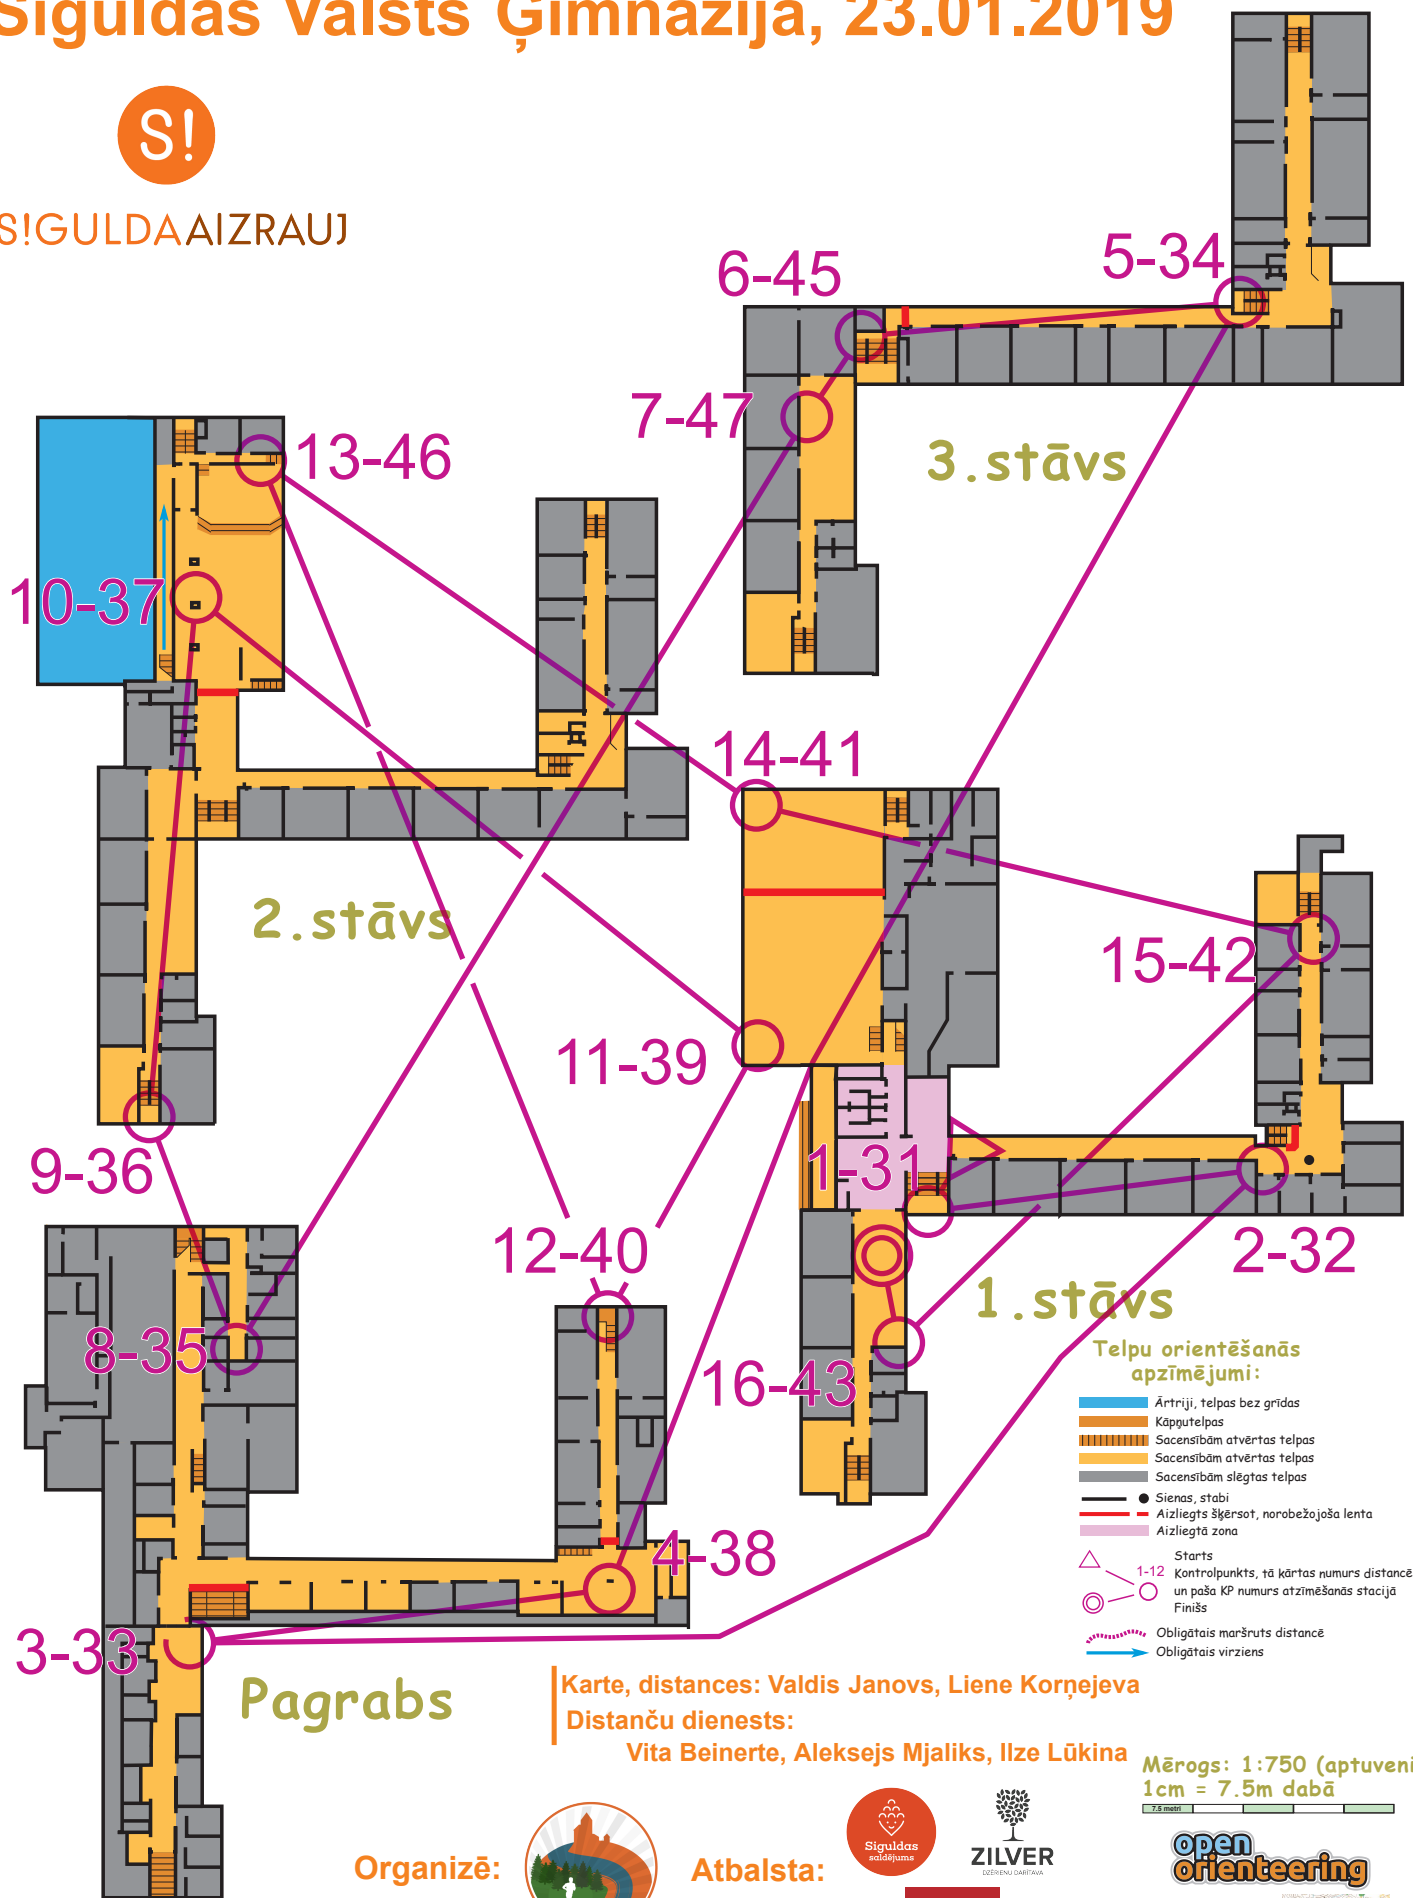 Siguldas Valsts Ģimnāzija, 23.01.2019
S!
S!GULDAAIZRAUJ
5-34
6-45
7-47
3.stāvs
13-46
10-37
14-41
2.stāvs
15-42
11-39
9-36
1-31
12-40
2-32
1.stāvs
8-35
16-43
4-38
3-33
Pagrabs
Telpu orientēšanās
apzīmējumi:
Ārtriji, telpas bez grīdas
Kāpņutelpas
Sacensībām atvērtas telpas
Sacensībām atvērtas telpas
Sacensībām slēgtas telpas
Sienas, stabi
Aizliegts šķērsot, norobežojoša lenta
Aizliegtā zona
Starts
1-12
Kontrolpunkts, tā kārtas numurs distancē
un paša KP numurs atzīmēšanās stacijā
Finišs
Obligātais maršruts distancē
Obligātais virziens
Karte, distances: Valdis Janovs, Liene Korņejeva
Distanču dienests:
Vita Beinerte, Aleksejs Mjaliks, Ilze Lūkina
Mērogs: 1:750 (aptuveni
1cm = 7.5m dabā
7.5 metri
Organizē:
Atbalsta:
Siguldas
saldējums
ZILVER
DZĒRIENU DARĪTAVA
open
orienteering